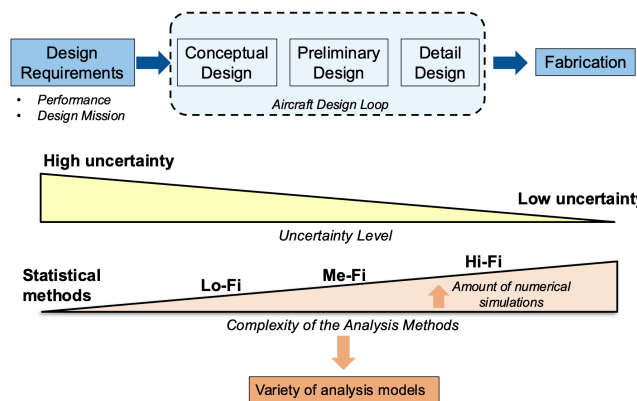 Design
Requirements
Conceptual
Design
Preliminary
Design
Detail
Design
Fabrication
• Performance
• Design Mission
Aircraft Design Loop
High uncertainty
Low uncertainty
Uncertainty Level
Statistical
methods
Lo-Fi
Me-Fi
Hi-Fi
Amount of numerical
simulations
Complexity of the Analysis Methods
Variety of analysis models